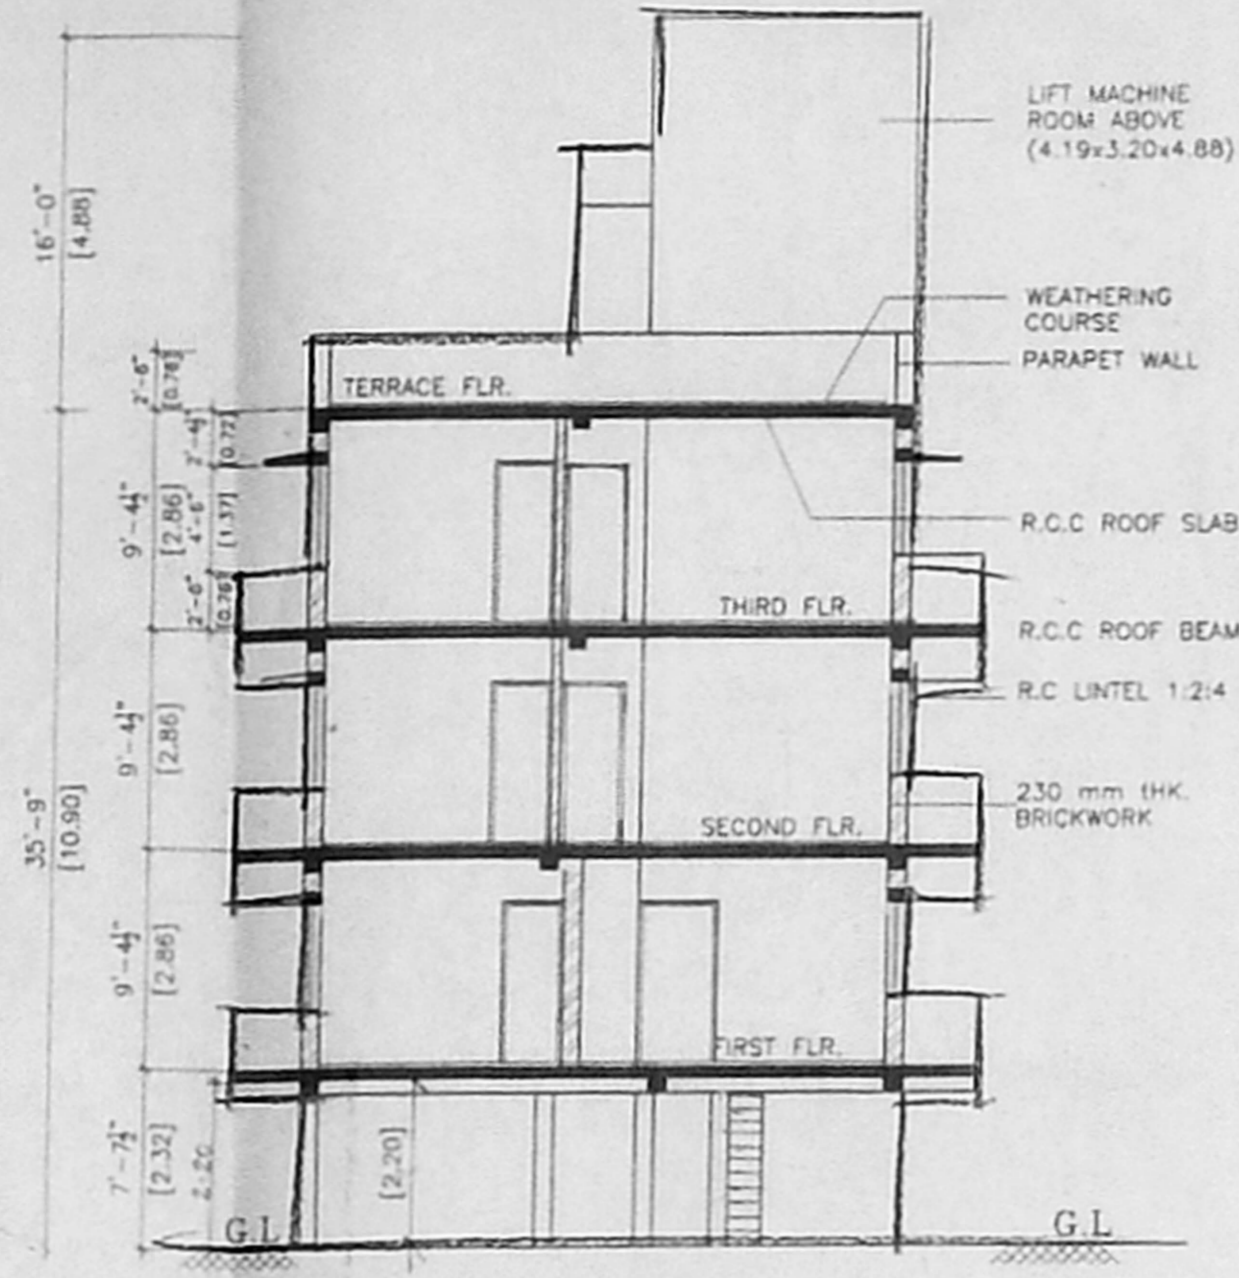 LIFT MACHINE
ROOM ABOVE
(4.19x3.20x4.88)
16'-0"
[4.88]
WEATHERING
COURSE
PARAPET WALL
2'-6"
[0.76]
TERRACE FLR.
2'-4½"
[0.72]
9'-4½"
[2.86]
4'-6"
[1.37]
R.C.C ROOF SLAB
2'-6"
[0.76]
THIRD FLR.
R.C.C ROOF BEAM
R.C LINTEL 1:2:4
9'-4½"
[2.86]
35'-9"
[10.90]
230 mm tHK.
BRICKWORK
SECOND FLR.
9'-4½"
[2.86]
FIRST FLR.
7'-7½"
[2.32]
2.20
[2.20]
G.L
G.L